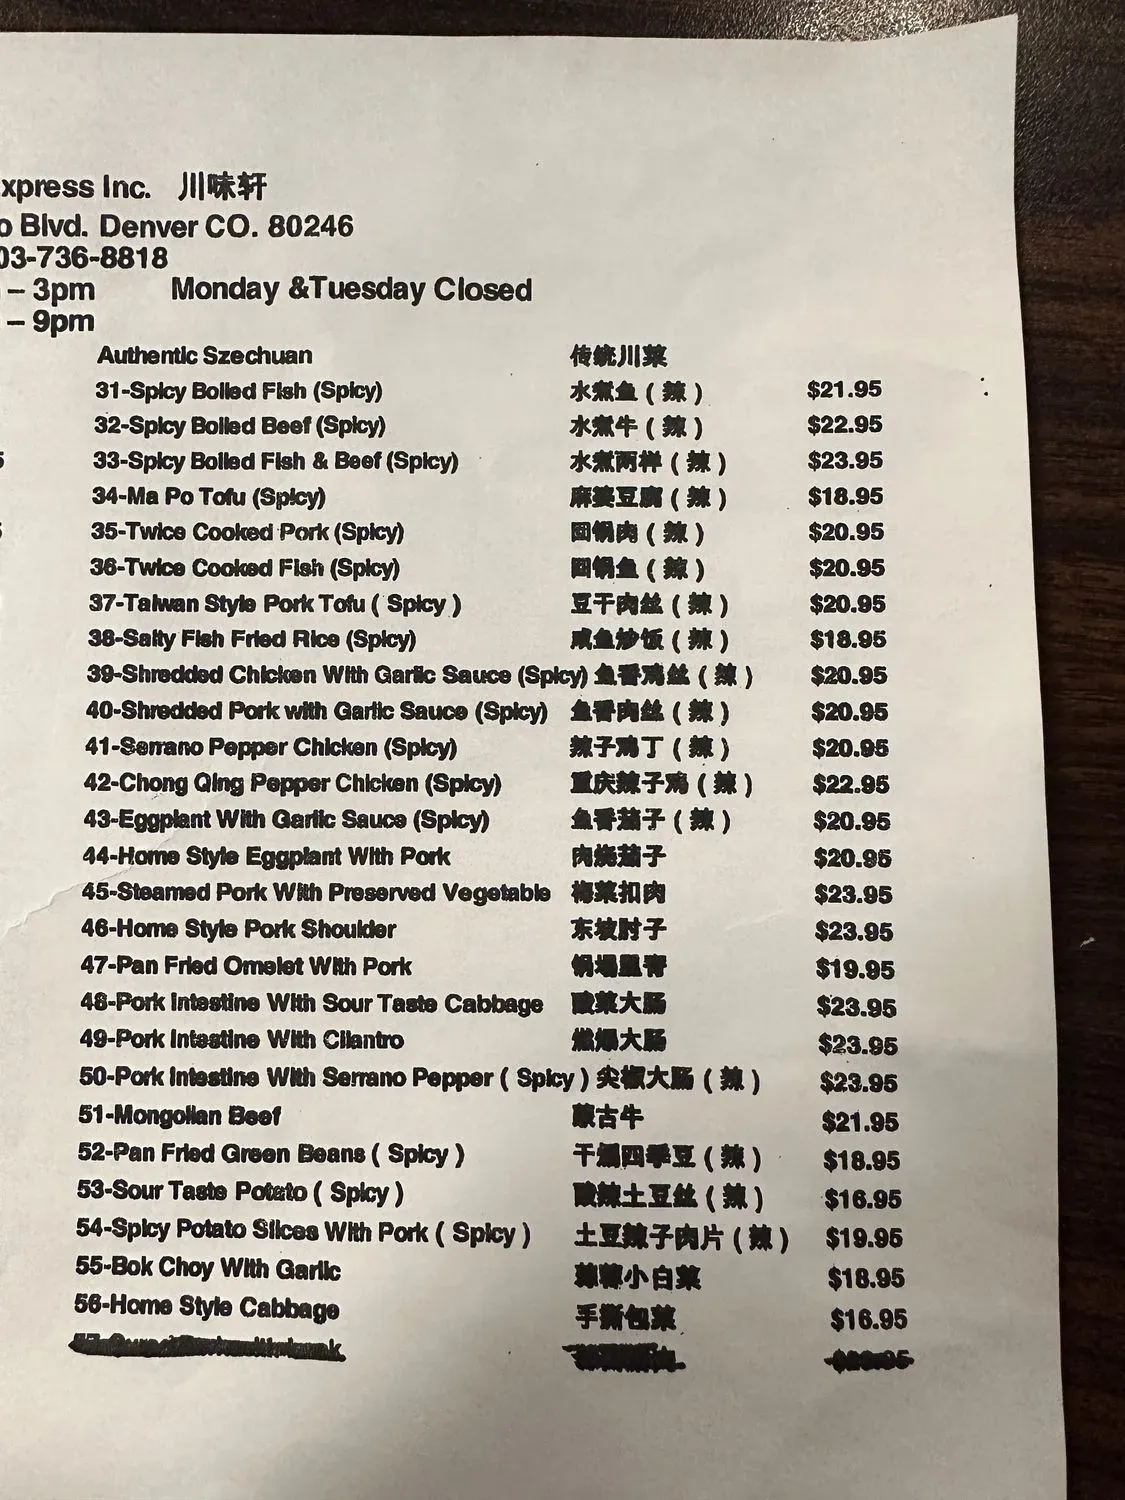 xpress Inc. 川味轩
o Blvd. Denver CO. 80246
03-736-8818
– 3pm Monday &Tuesday Closed
– 9pm
Authentic Szechuan 传统川菜
31-Spicy Boiled Fish (Spicy) 水煮鱼 ( 辣 ) $21.95
32-Spicy Boiled Beef (Spicy) 水煮牛 ( 辣 ) $22.95
33-Spicy Boiled Fish & Beef (Spicy) 水煮两样 ( 辣 ) $23.95
34-Ma Po Tofu (Spicy) 麻婆豆腐 ( 辣 ) $18.95
35-Twice Cooked Pork (Spicy) 回锅肉 ( 辣 ) $20.95
36-Twice Cooked Fish (Spicy) 回锅鱼 ( 辣 ) $20.95
37-Taiwan Style Pork Tofu ( Spicy ) 豆干肉丝 ( 辣 ) $20.95
38-Salty Fish Fried Rice (Spicy) 咸鱼炒饭 ( 辣 ) $18.95
39-Shredded Chicken With Garlic Sauce (Spicy) 鱼香鸡丝 ( 辣 ) $20.95
40-Shredded Pork with Garlic Sauce (Spicy) 鱼香肉丝 ( 辣 ) $20.95
41-Serrano Pepper Chicken (Spicy) 辣子鸡丁 ( 辣 ) $20.95
42-Chong Qing Pepper Chicken (Spicy) 重庆辣子鸡 ( 辣 ) $22.95
43-Eggplant With Garlic Sauce (Spicy) 鱼香茄子 ( 辣 ) $20.95
44-Home Style Eggplant With Pork 肉烧茄子 $20.95
45-Steamed Pork With Preserved Vegetable 梅菜扣肉 $23.95
46-Home Style Pork Shoulder 东坡肘子 $23.95
47-Pan Fried Omelet With Pork $19.95
48-Pork Intestine With Sour Taste Cabbage 酸菜大肠 $23.95
49-Pork Intestine With Cilantro 大肠 $23.95
50-Pork Intestine With Serrano Pepper ( Spicy ) 尖椒大肠 ( 辣 ) $23.95
51-Mongolian Beef 蒙古牛 $21.95
52-Pan Fried Green Beans ( Spicy ) 干煸四季豆 ( 辣 ) $18.95
53-Sour Taste Potato ( Spicy ) 酸辣土豆丝 ( 辣 ) $16.95
54-Spicy Potato Slices With Pork ( Spicy ) 土豆辣子肉片 ( 辣 ) $19.95
55-Bok Choy With Garlic 小白菜 $18.95
56-Home Style Cabbage 手撕包菜 $16.95